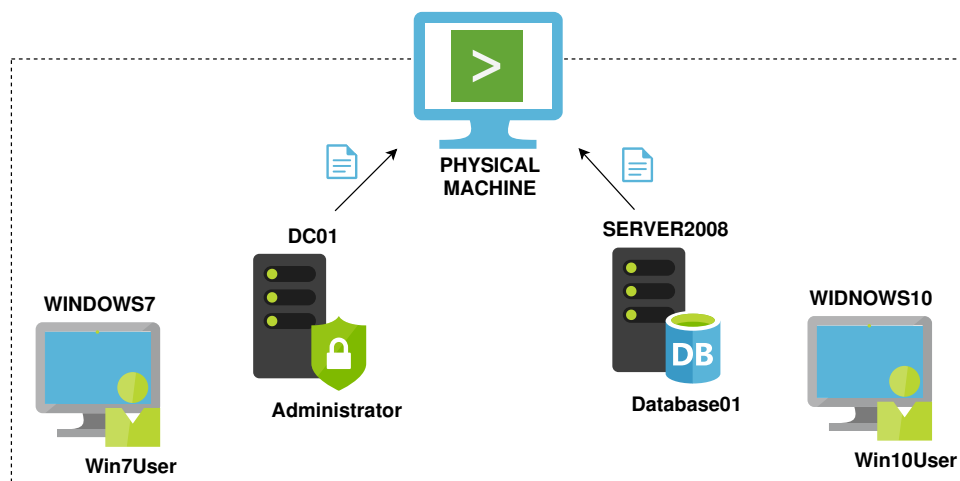 >
PHYSICAL
MACHINE
DC01
SERVER2008
WINDOWS7
WIDNOWS10
DB
Administrator
Database01
Win7User
Win10User